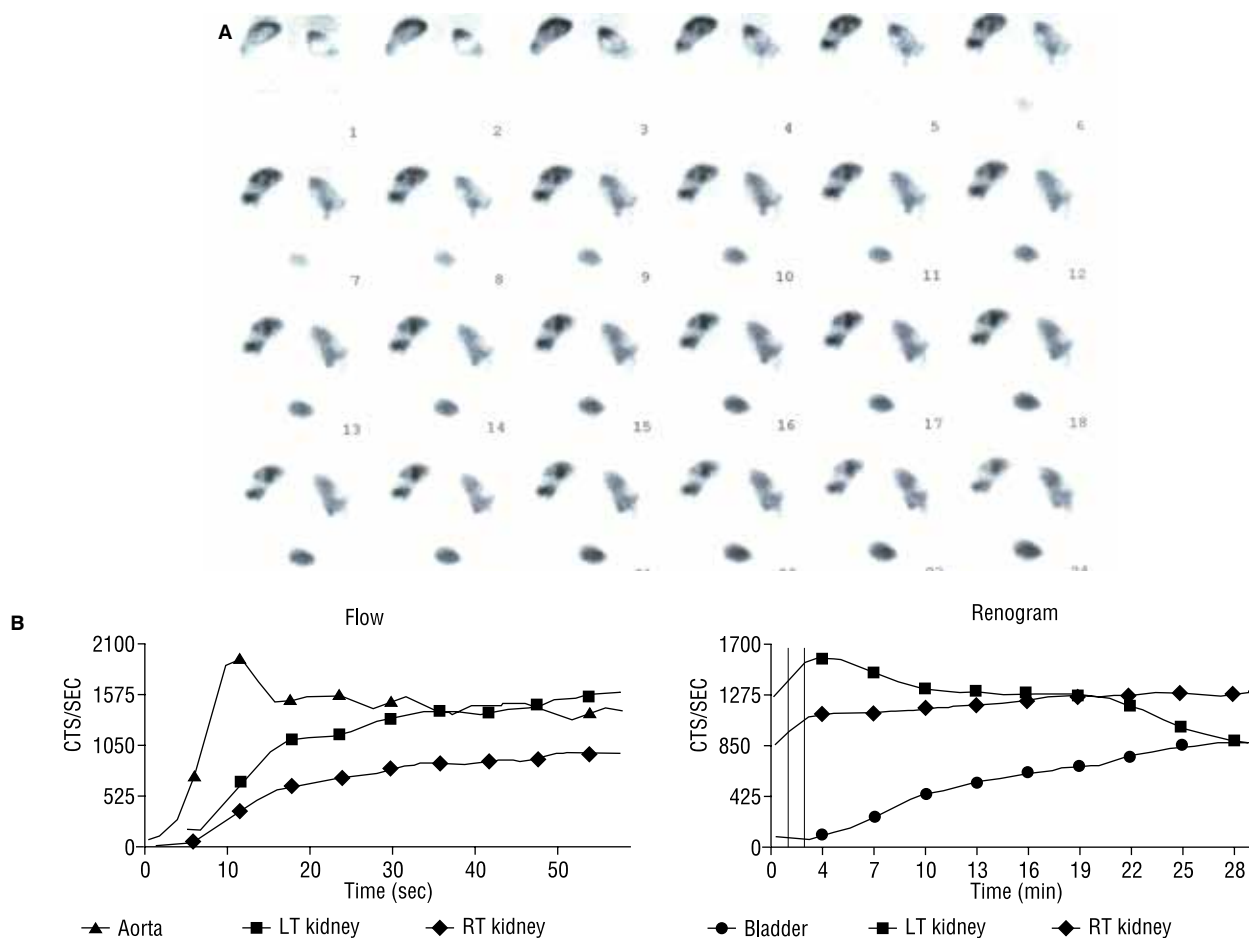 A
1 2 3 4 5 6
7 8 9 10 11 12
13 14 15 16 17 18
B
Flow
2100
1575
1050
525
0
CTS/SEC
0 10 20 30 40 50
Time (sec)
Aorta LT kidney RT kidney
Renogram
1700
1275
850
425
0
CTS/SEC
0 4 7 10 13 16 19 22 25 28
Time (min)
Bladder LT kidney RT kidney